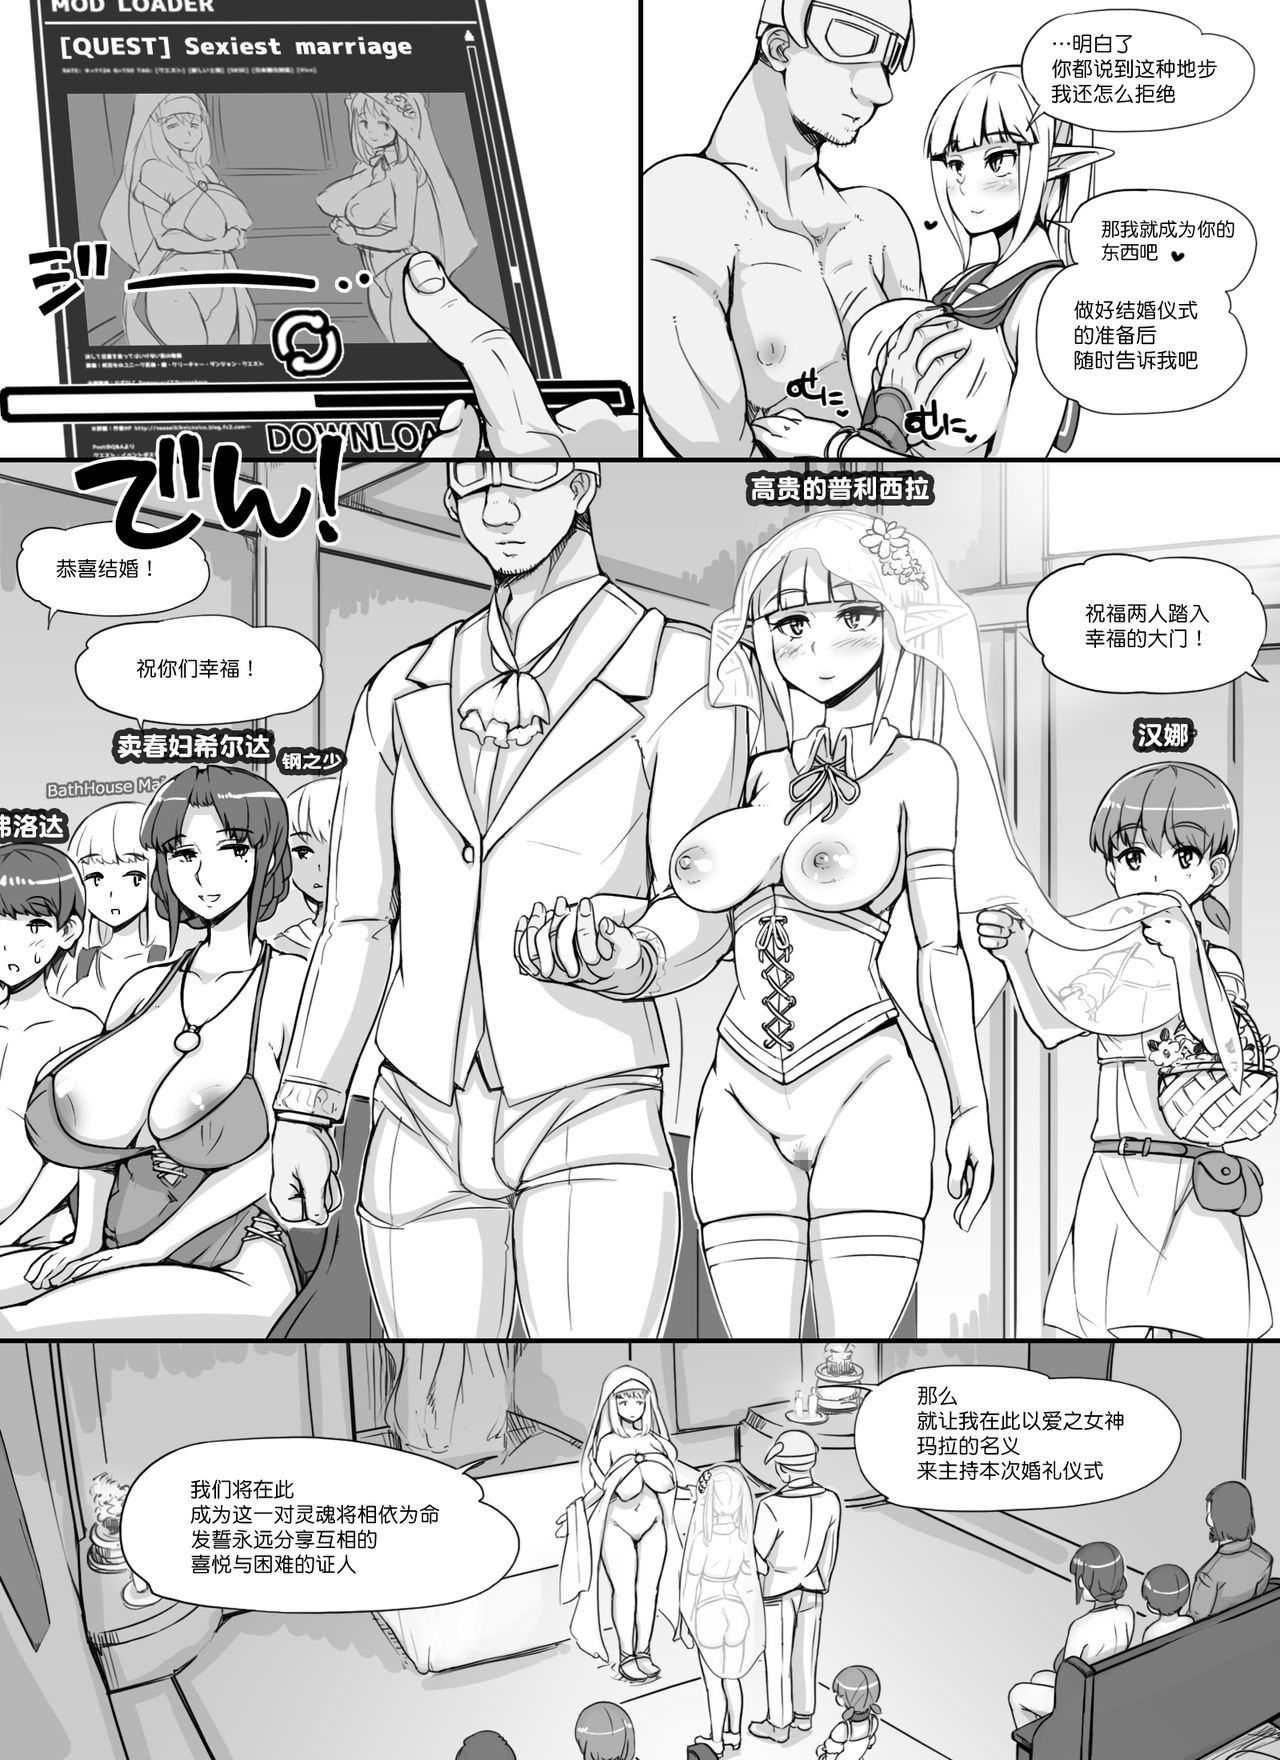 MOD LOADER
[QUEST] Sexiest marriage
ジーーー..
DOWNLOA
…明白了
你都说到这种地步
我还怎么拒绝
那我就成为你的
东西吧 ♥
做好结婚仪式
的准备后
随时告诉我吧
むに♥
むに♥
でん!
高贵的普利西拉
恭喜结婚！
祝你们幸福！
祝福两人踏入
幸福的大门！
卖春妇希尔达
钢之少
BathHouse Mai
弗洛达
汉娜
那么
就让我在此以爱之女神
玛拉的名义
来主持本次婚礼仪式
我们将在此
成为这一对灵魂将相依为命
发誓永远分享互相的
喜悦与困难的证人